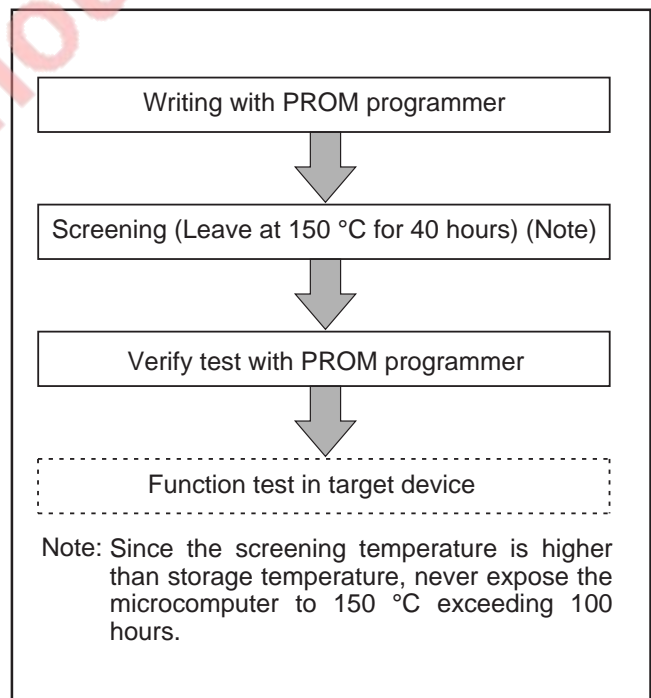 Writing with PROM programmer
Screening (Leave at 150 °C for 40 hours) (Note)
Verify test with PROM programmer
Function test in target device
Note: Since the screening temperature is higher
than storage temperature, never expose the
microcomputer to 150 °C exceeding 100
hours.